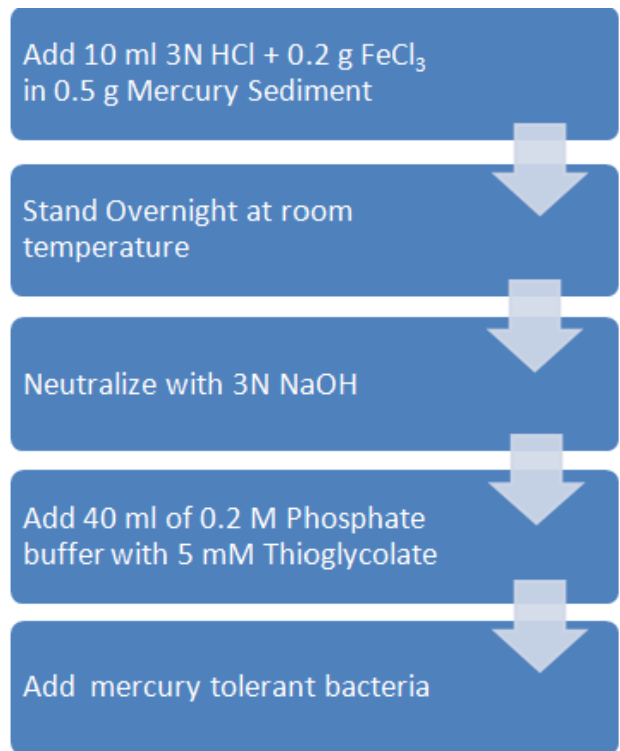 Add 10 ml 3N HCl + 0.2 g FeCl₃
in 0.5 g Mercury Sediment
Stand Overnight at room
temperature
Neutralize with 3N NaOH
Add 40 ml of 0.2 M Phosphate
buffer with 5 mM Thioglycolate
Add mercury tolerant bacteria